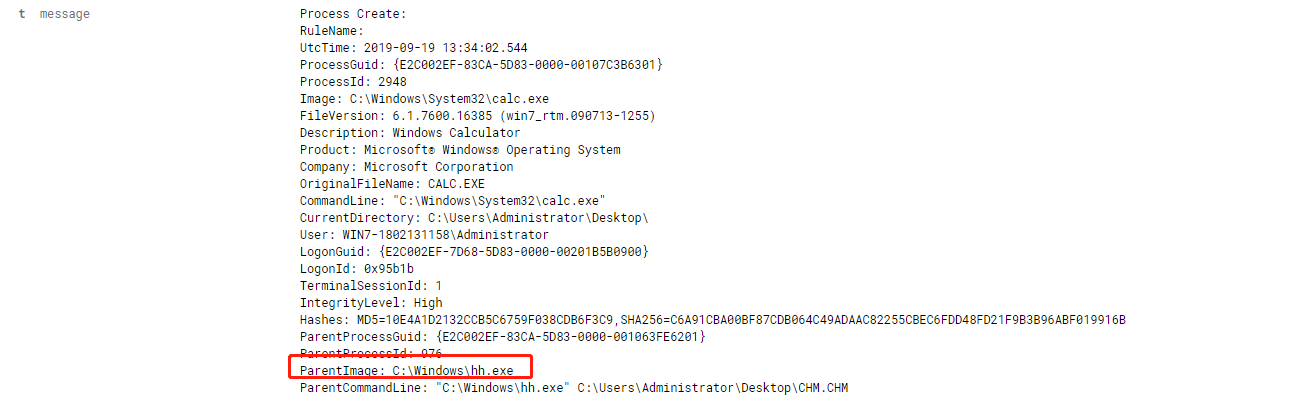 t message
Process Create:
RuleName:
UtcTime: 2019-09-19 13:34:02.544
ProcessGuid: {E2C002EF-83CA-5D83-0000-00107C3B6301}
ProcessId: 2948
Image: C:\Windows\System32\calc.exe
FileVersion: 6.1.7600.16385 (win7_rtm.090713-1255)
Description: Windows Calculator
Product: Microsoft® Windows® Operating System
Company: Microsoft Corporation
OriginalFileName: CALC.EXE
CommandLine: "C:\Windows\System32\calc.exe"
CurrentDirectory: C:\Users\Administrator\Desktop\
User: WIN7-1802131158\Administrator
LogonGuid: {E2C002EF-7D68-5D83-0000-00201B5B0900}
LogonId: 0x95b1b
TerminalSessionId: 1
IntegrityLevel: High
Hashes: MD5=10E4A1D2132CCB5C6759F038CDB6F3C9,SHA256=C6A91CBA00BF87CDB064C49ADAAC82255CBEC6FDD48FD21F9B3B96ABF019916B
ParentProcessGuid: {E2C002EF-83CA-5D83-0000-001063FE6201}
ParentProcessId: 976
ParentImage: C:\Windows\hh.exe
ParentCommandLine: "C:\Windows\hh.exe" C:\Users\Administrator\Desktop\CHM.CHM